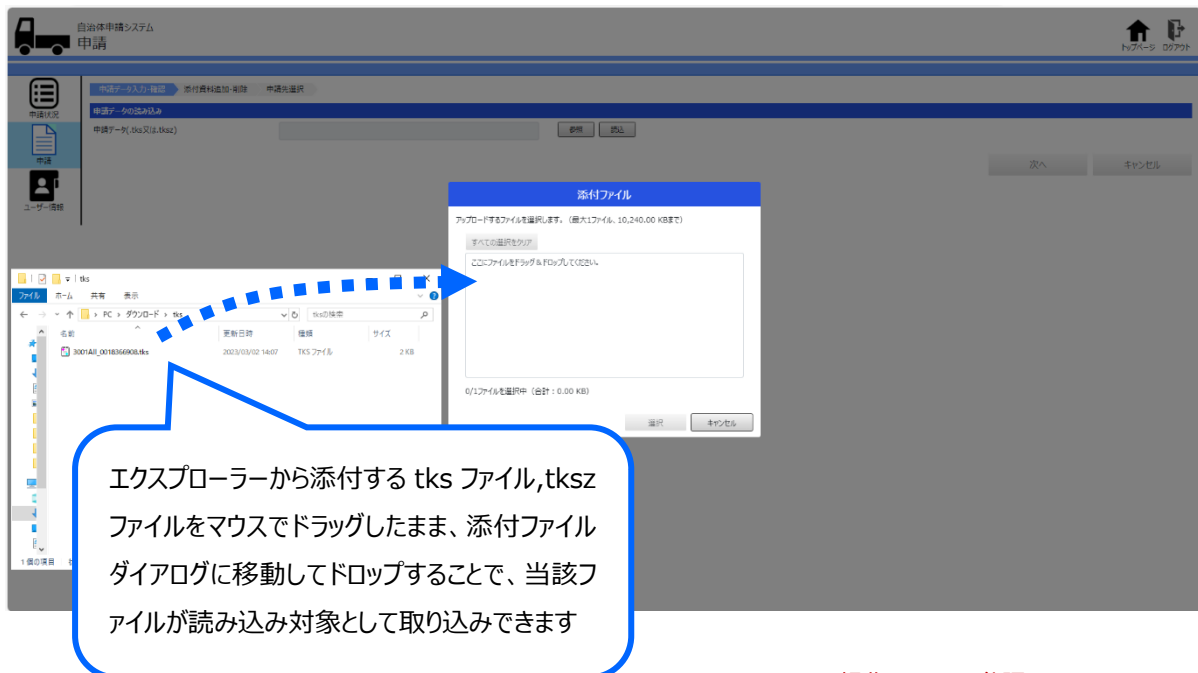 自治体申請システム
申請
トップページ ログアウト
申請状況
申請
ユーザー情報
申請データ入力・確認 添付資料追加・削除 申請先選択
申請データの読み込み
申請データ(.tks又は.tksz)
参照 読込
次へ キャンセル
添付ファイル
アップロードするファイルを選択します。（最大1ファイル、10,240.00 KBまで）
すべての選択をクリア
ここにファイルをドラッグ＆ドロップしてください。
0/1ファイルを選択中（合計：0.00 KB）
選択 キャンセル
tks
ファイル ホーム 共有 表示
PC > ダウンロード > tks
tksの検索
名前 更新日時 種類 サイズ
3001All_0018366908.tks 2023/03/02 14:07 TKS ファイル 2 KB
1 個の項目
エクスプローラーから添付する tks ファイル,tksz
ファイルをマウスでドラッグしたまま、添付ファイル
ダイアログに移動してドロップすることで、当該フ
ァイルが読み込み対象として取り込みできます